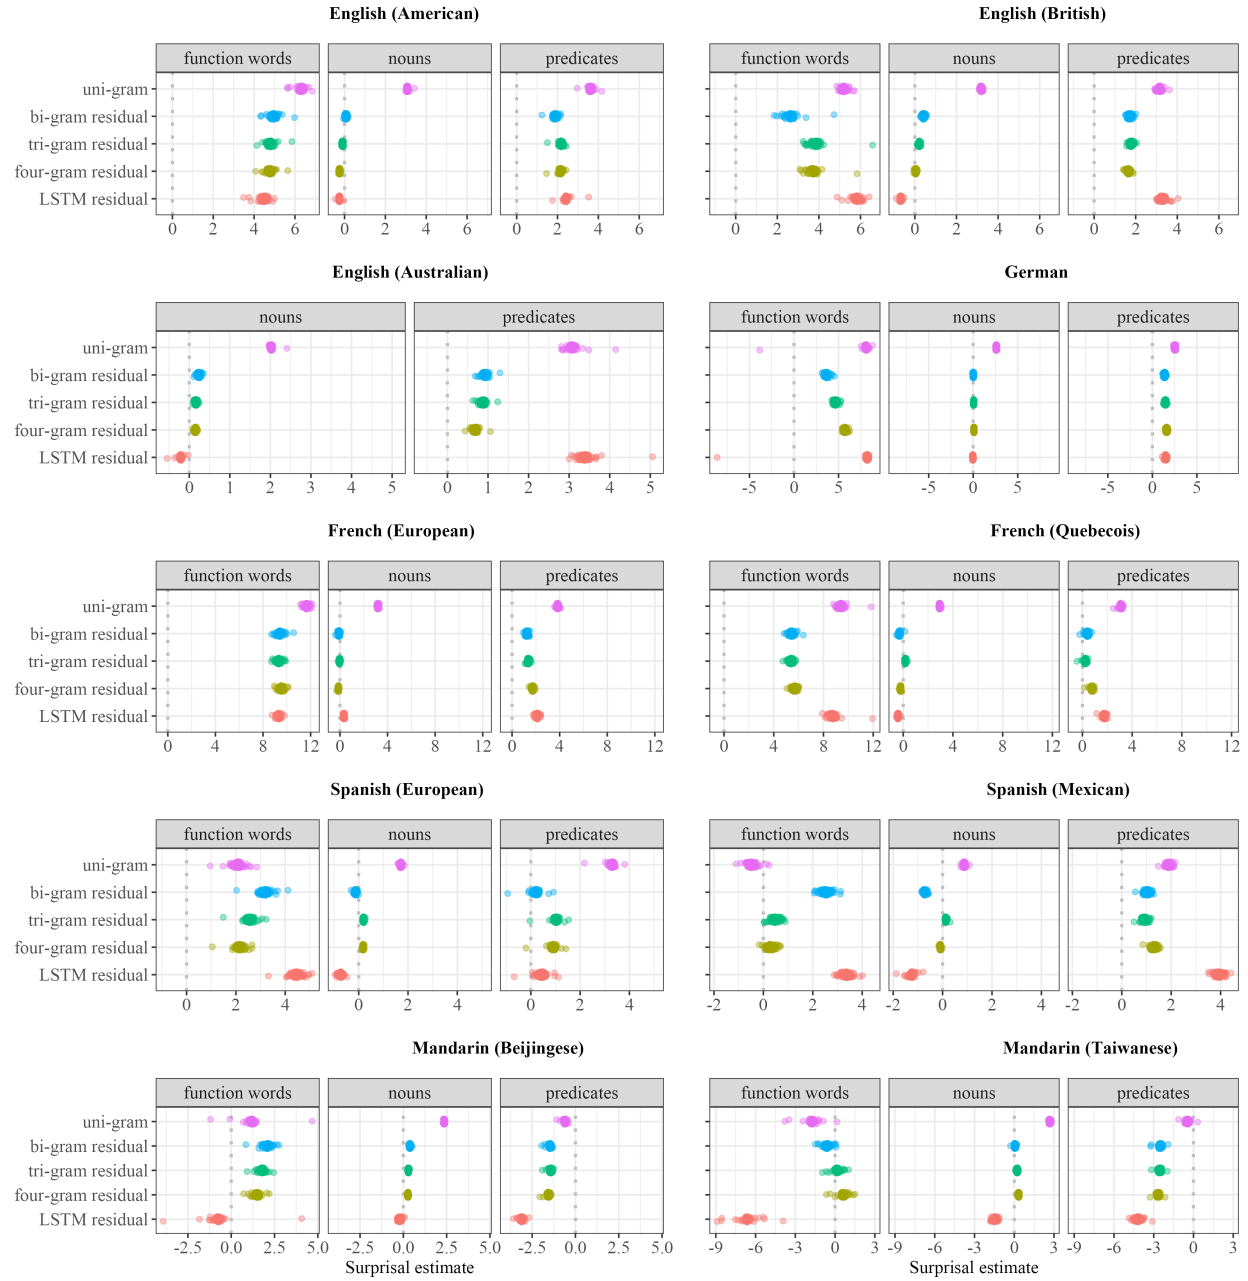 English (American) English (British)
function words nouns predicates function words nouns predicates
uni-gram
bi-gram residual
tri-gram residual
four-gram residual
LSTM residual
0 2 4 6 0 2 4 6 0 2 4 6 0 2 4 6 0 2 4 6 0 2 4 6
English (Australian) German
nouns predicates function words nouns predicates
uni-gram
bi-gram residual
tri-gram residual
four-gram residual
LSTM residual
0 1 2 3 4 5 0 1 2 3 4 5 -5 0 5 -5 0 5 -5 0 5
French (European) French (Quebecois)
function words nouns predicates function words nouns predicates
uni-gram
bi-gram residual
tri-gram residual
four-gram residual
LSTM residual
0 4 8 12 0 4 8 12 0 4 8 12 0 4 8 12 0 4 8 12 0 4 8 12
Spanish (European) Spanish (Mexican)
function words nouns predicates function words nouns predicates
uni-gram
bi-gram residual
tri-gram residual
four-gram residual
LSTM residual
0 2 4 0 2 4 0 2 4 -2 0 2 4 -2 0 2 4 -2 0 2 4
Mandarin (Beijingese) Mandarin (Taiwanese)
function words nouns predicates function words nouns predicates
uni-gram
bi-gram residual
tri-gram residual
four-gram residual
LSTM residual
-2.5 0.0 2.5 5.0 -2.5 0.0 2.5 5.0 -2.5 0.0 2.5 5.0 -9 -6 -3 0 3 -9 -6 -3 0 3 -9 -6 -3 0 3
Surprisal estimate Surprisal estimate